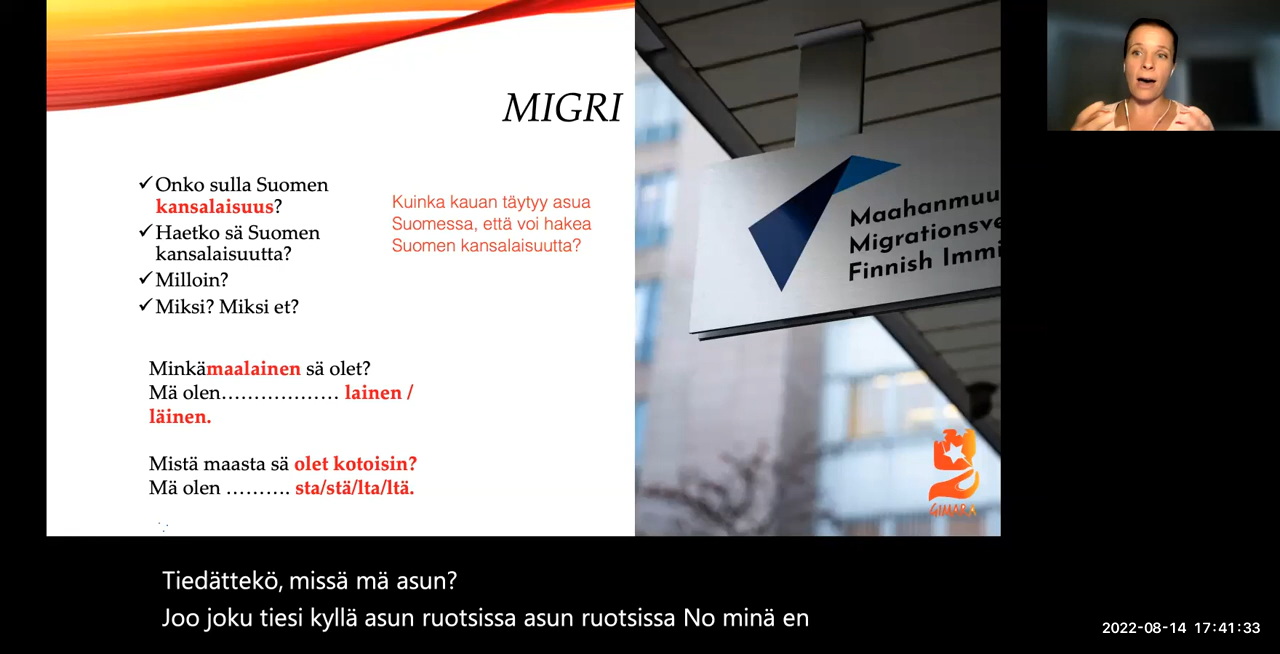 MIGRI
✓Onko sulla Suomen
kansalaisuus?
✓Haetko sä Suomen
kansalaisuutta?
✓Milloin?
✓Miksi? Miksi et?
Kuinka kauan täytyy asua
Suomessa, että voi hakea
Suomen kansalaisuutta?
Minkämaalainen sä olet?
Mä olen……………… lainen /
läinen.
Mistä maasta sä olet kotoisin?
Mä olen ………. sta/stä/lta/ltä.
Maahanmuu
Migrationsve
Finnish Immi
GIMARA
Tiedättekö, missä mä asun?
Joo joku tiesi kyllä asun ruotsissa asun ruotsissa No minä en
2022-08-14 17:41:33